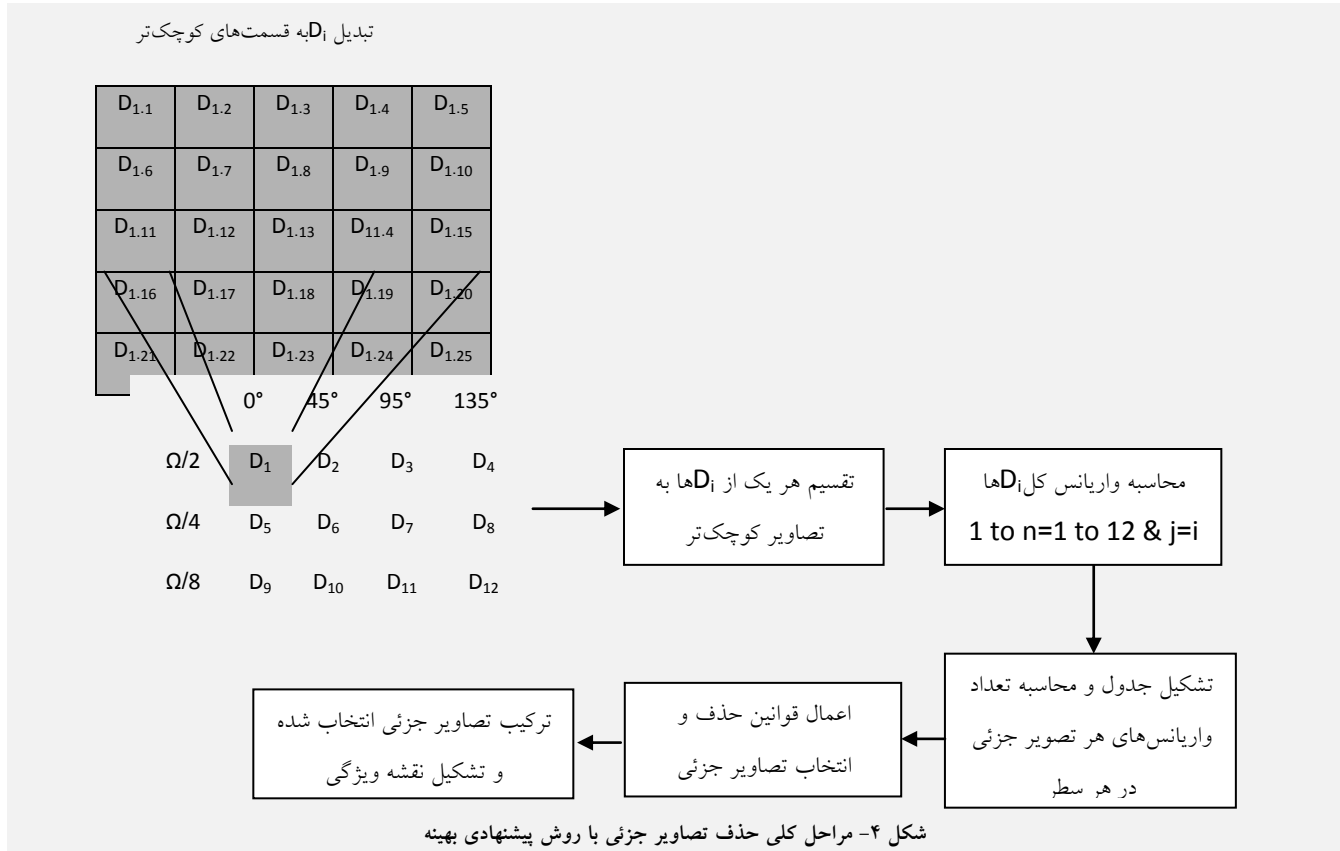 تبدیل Diبه قسمت‌های کوچک‌تر
D1.1 D1.2 D1.3 D1.4 D1.5
D1.6 D1.7 D1.8 D1.9 D1.10
D1.11 D1.12 D1.13 D11.4 D1.15
D1.16 D1.17 D1.18 D1.19 D1.20
D1.21 D1.22 D1.23 D1.24 D1.25
0° 45° 95° 135°
Ω/2 D1 D2 D3 D4
Ω/4 D5 D6 D7 D8
Ω/8 D9 D10 D11 D12
تقسیم هر یک از Diها به
تصاویر کوچک‌تر
محاسبه واریانس کلDiها
1 to n=1 to 12 & j=i
تشکیل جدول و محاسبه تعداد
واریانس‌های هر تصویر جزئی
در هر سطر
اعمال قوانین حذف و
انتخاب تصاویر جزئی
ترکیب تصاویر جزئی انتخاب شده
و تشکیل نقشه ویژگی
شکل ۴- مراحل کلی حذف تصاویر جزئی با روش پیشنهادی بهینه